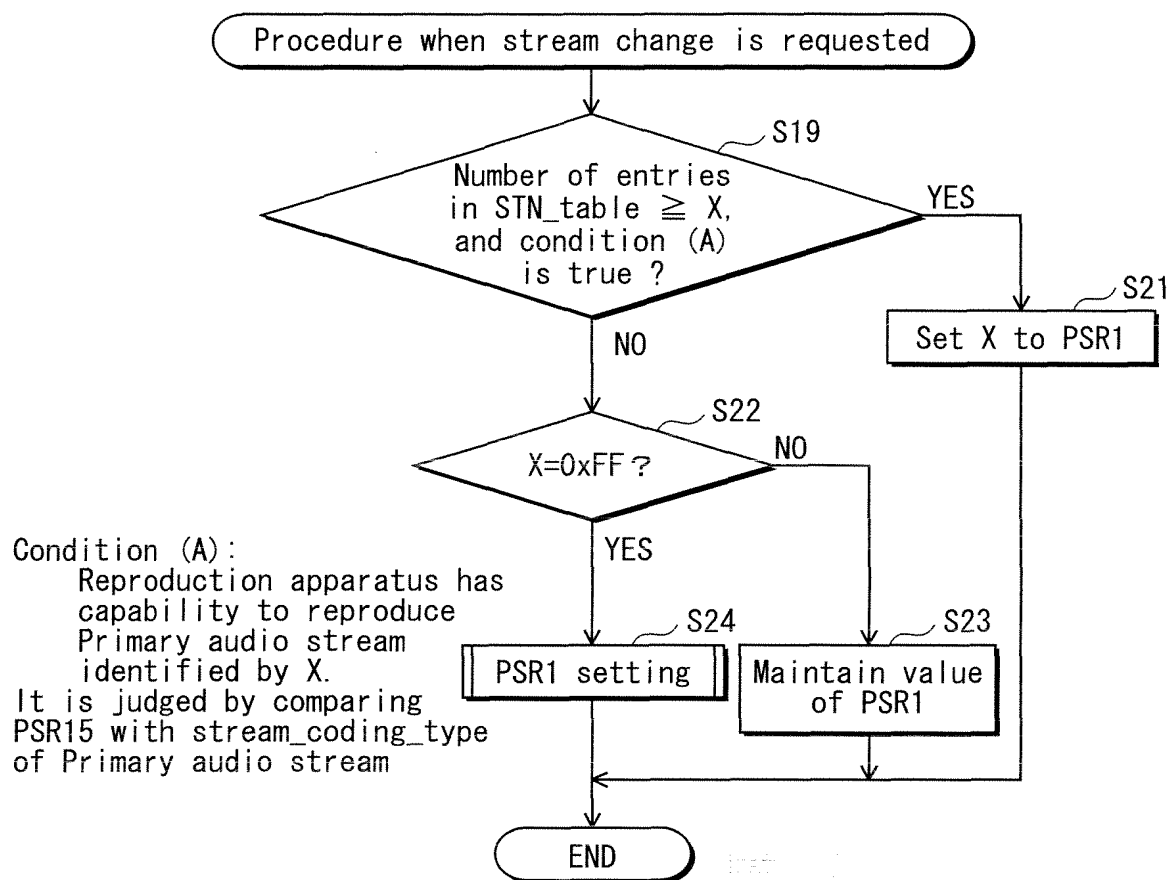 Procedure when stream change is requested
S19
Number of entries
in STN_table ≧ X,
and condition (A)
is true ?
YES
S21
Set X to PSR1
NO
S22
X=0xFF?
NO
YES
Condition (A):
Reproduction apparatus has
capability to reproduce
Primary audio stream
identified by X.
It is judged by comparing
PSR15 with stream_coding_type
of Primary audio stream
S24
PSR1 setting
S23
Maintain value
of PSR1
END